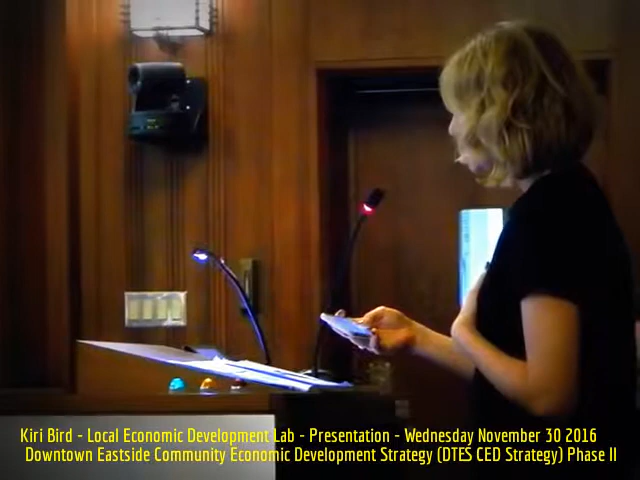 Kiri Bird - Local Economic Development Lab - Presentation - Wednesday November 30 2016
Downtown Eastside Community Economic Development Strategy (DTES CED Strategy) Phase II